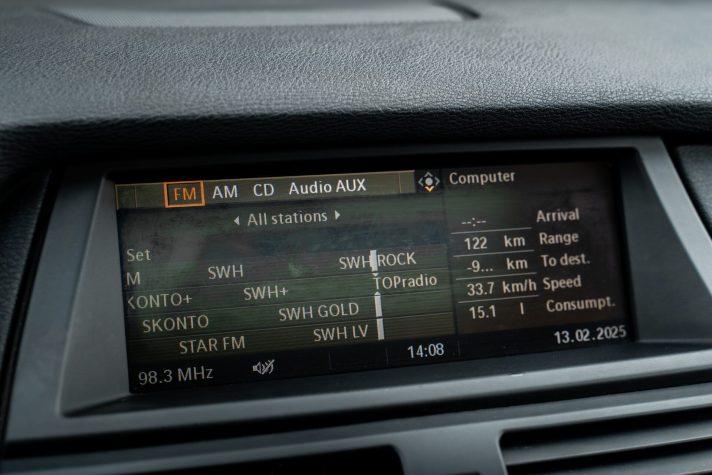 FM AM CD Audio AUX
All stations
Set
M SWH SWH ROCK
KONTO+ SWH+ TOPradio
SKONTO SWH GOLD
STAR FM SWH LV
98.3 MHz 14:08
Computer
--:-- Arrival
122 km Range
-9... km To dest.
33.7 km/h Speed
15.1 l Consumpt.
13.02.2025